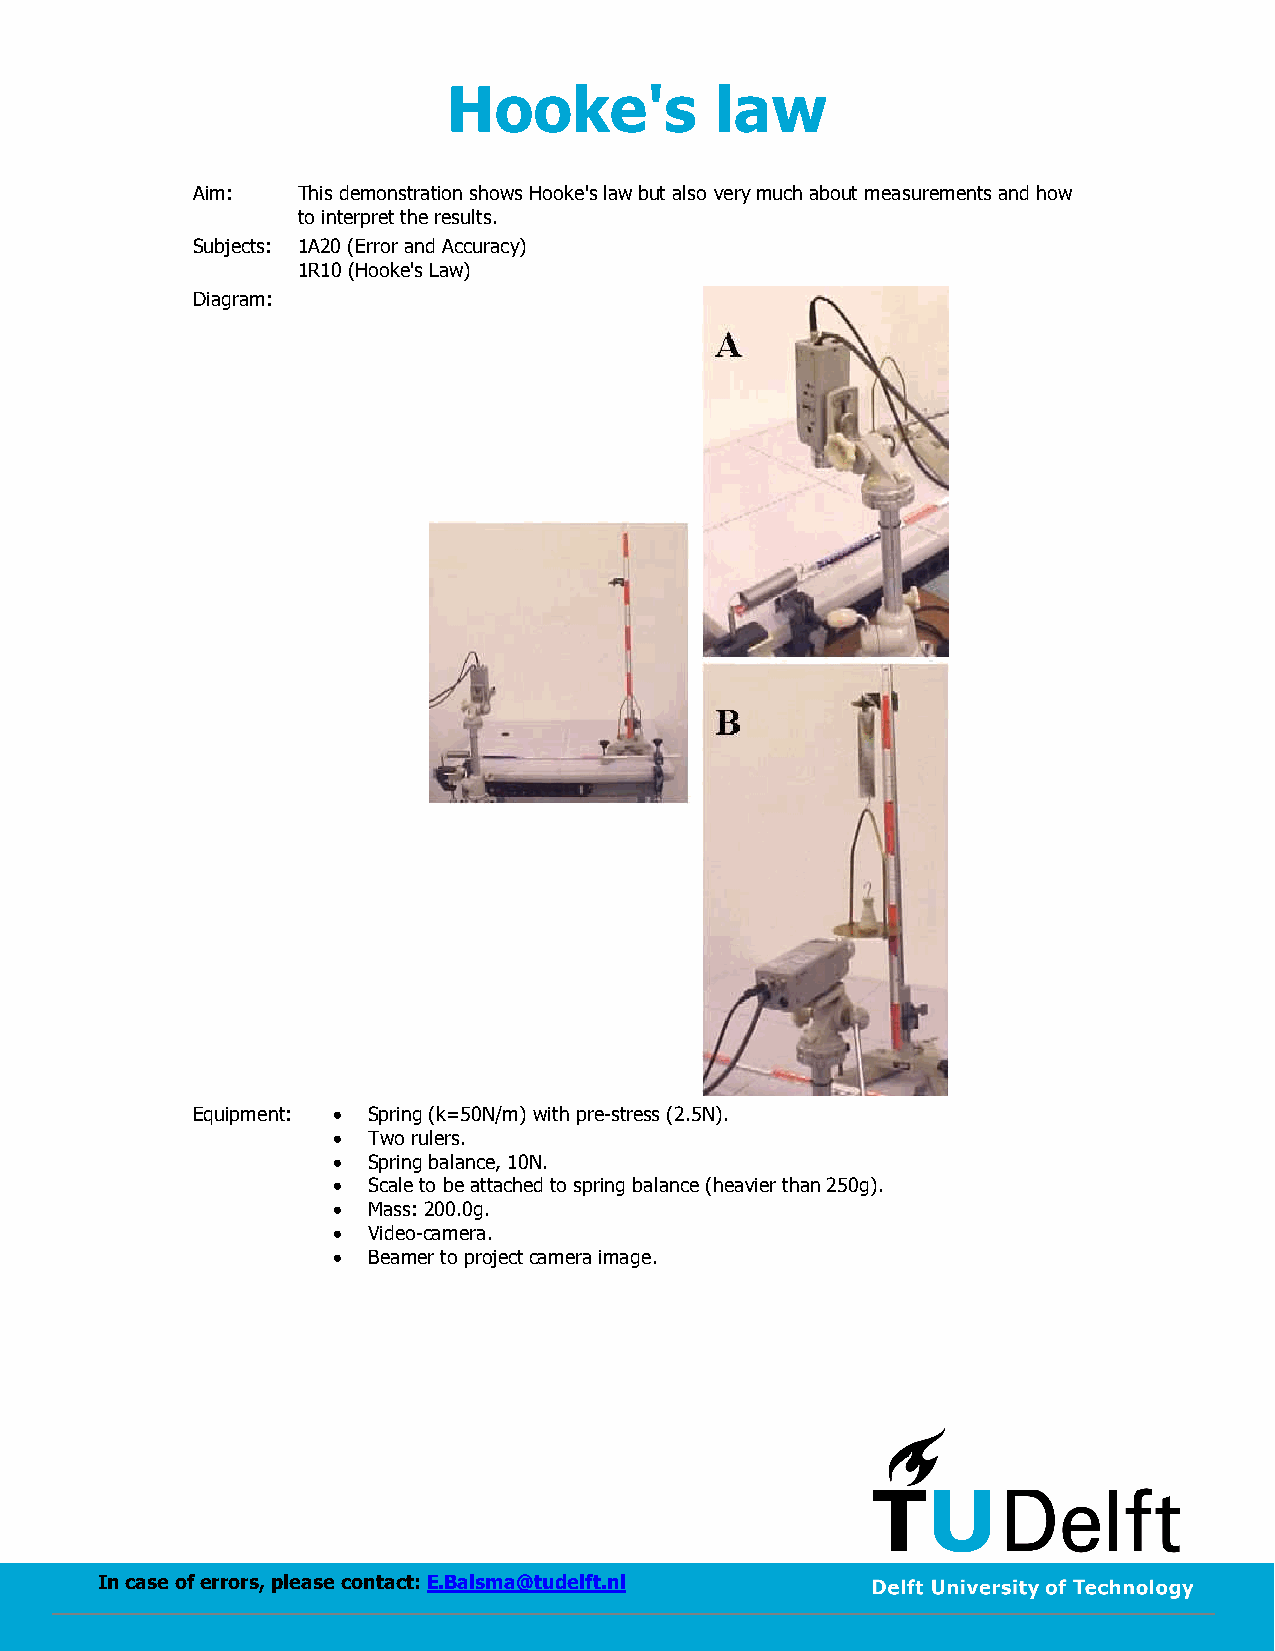 Hooke's law
Aim: This demonstration shows Hooke's law but also very much about measurements and how
to interpret the results.
Subjects: 1A20 (Error and Accuracy)
1R10 (Hooke's Law)
Diagram:
A
B
Equipment: • Spring (k=50N/m) with pre-stress (2.5N).
• Two rulers.
• Spring balance, 10N.
• Scale to be attached to spring balance (heavier than 250g).
• Mass: 200.0g.
• Video-camera.
• Beamer to project camera image.
TUDelft
In case of errors, please contact: E.Balsma@tudelft.nl
Delft University of Technology